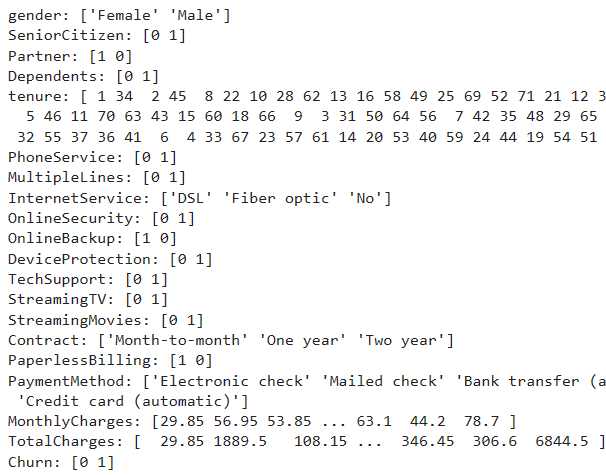 gender: ['Female' 'Male']
SeniorCitizen: [0 1]
Partner: [1 0]
Dependents: [0 1]
tenure: [ 1 34  2 45  8 22 10 28 62 13 16 58 49 25 69 52 71 21 12 3
  5 46 11 70 63 43 15 60 18 66  9  3 31 50 64 56  7 42 35 48 29 65
 32 55 37 36 41  6  4 33 67 23 57 61 14 20 53 40 59 24 44 19 54 51
PhoneService: [0 1]
MultipleLines: [0 1]
InternetService: ['DSL' 'Fiber optic' 'No']
OnlineSecurity: [0 1]
OnlineBackup: [1 0]
DeviceProtection: [0 1]
TechSupport: [0 1]
StreamingTV: [0 1]
StreamingMovies: [0 1]
Contract: ['Month-to-month' 'One year' 'Two year']
PaperlessBilling: [1 0]
PaymentMethod: ['Electronic check' 'Mailed check' 'Bank transfer (a
 'Credit card (automatic)']
MonthlyCharges: [29.85 56.95 53.85 ... 63.1  44.2  78.7 ]
TotalCharges: [  29.85 1889.5   108.15 ...  346.45  306.6  6844.5 ]
Churn: [0 1]